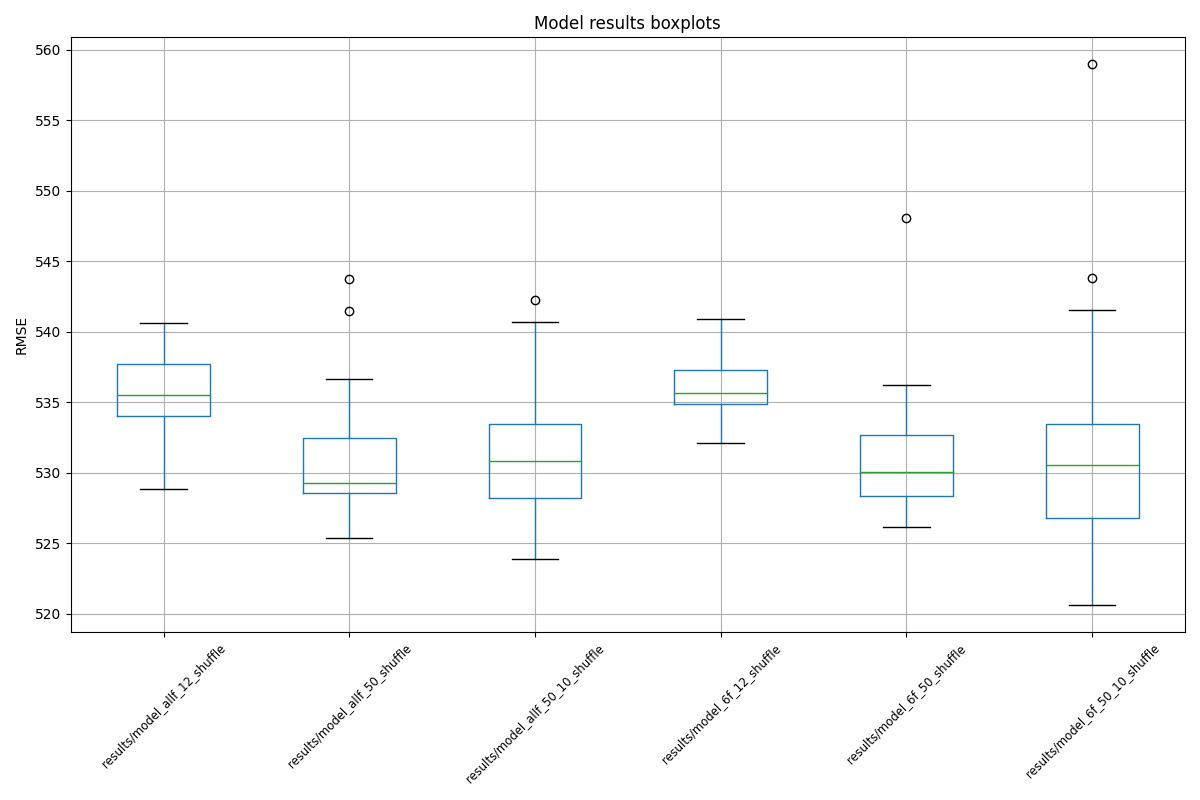 Model results boxplots
560
555
550
545
540
535
530
525
520
RMSE
results/model_allf_12_shuffle
results/model_allf_50_shuffle
results/model_allf_50_10_shuffle
results/model_6f_12_shuffle
results/model_6f_50_shuffle
results/model_6f_50_10_shuffle